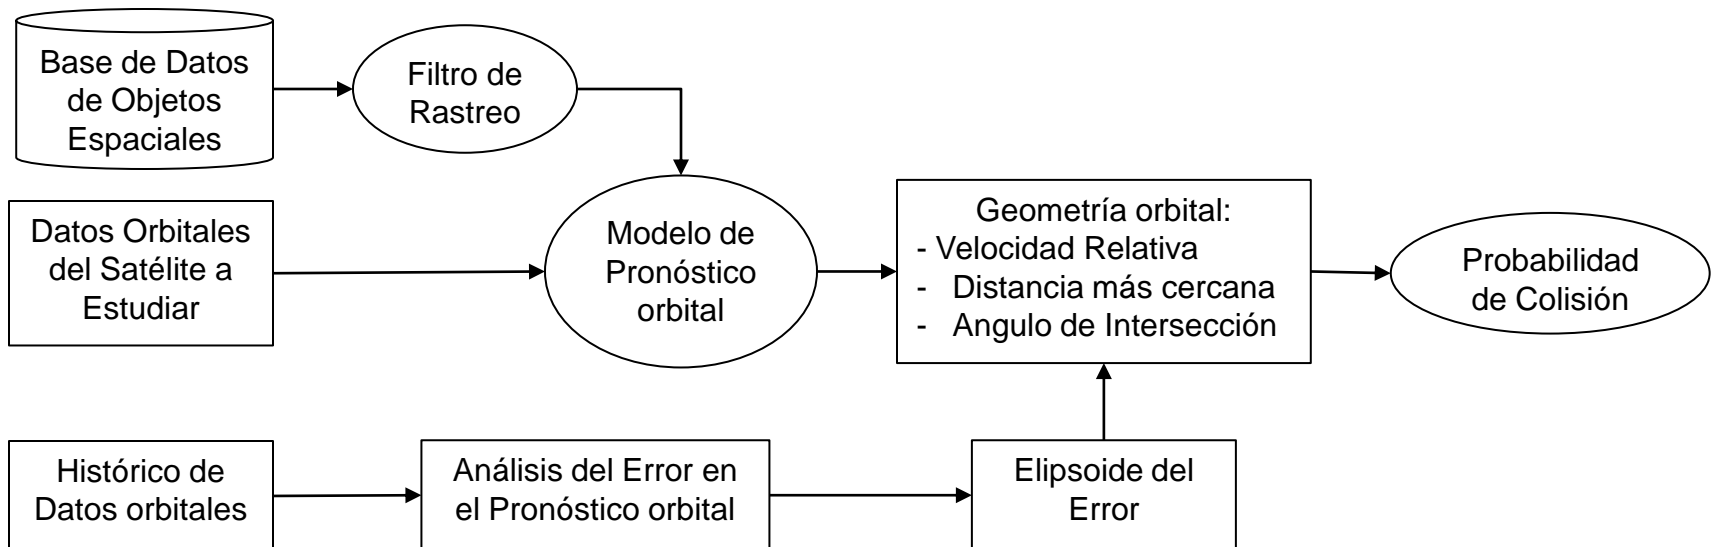 Base de Datos
de Objetos
Espaciales
Filtro de
Rastreo
Datos Orbitales
del Satélite a
Estudiar
Modelo de
Pronóstico
orbital
Geometría orbital:
- Velocidad Relativa
- Distancia más cercana
- Angulo de Intersección
Probabilidad
de Colisión
Histórico de
Datos orbitales
Análisis del Error en
el Pronóstico orbital
Elipsoide del
Error